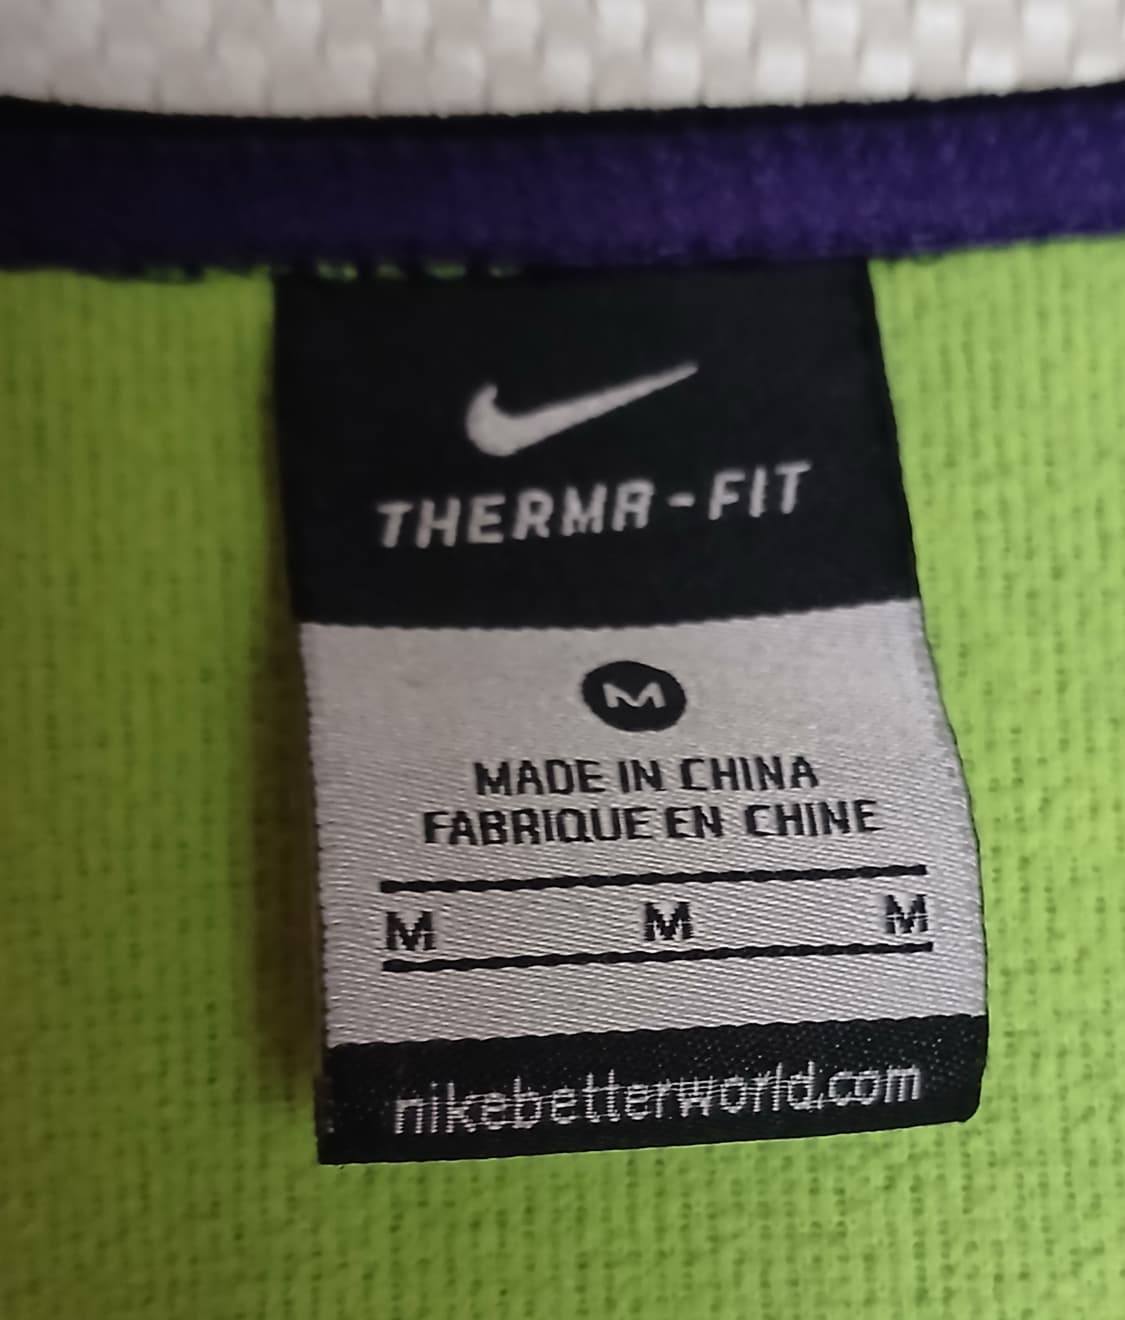 THERMA-FIT
M
MADE IN CHINA
FABRIQUE EN CHINE
M M M
nikebetterworld.com